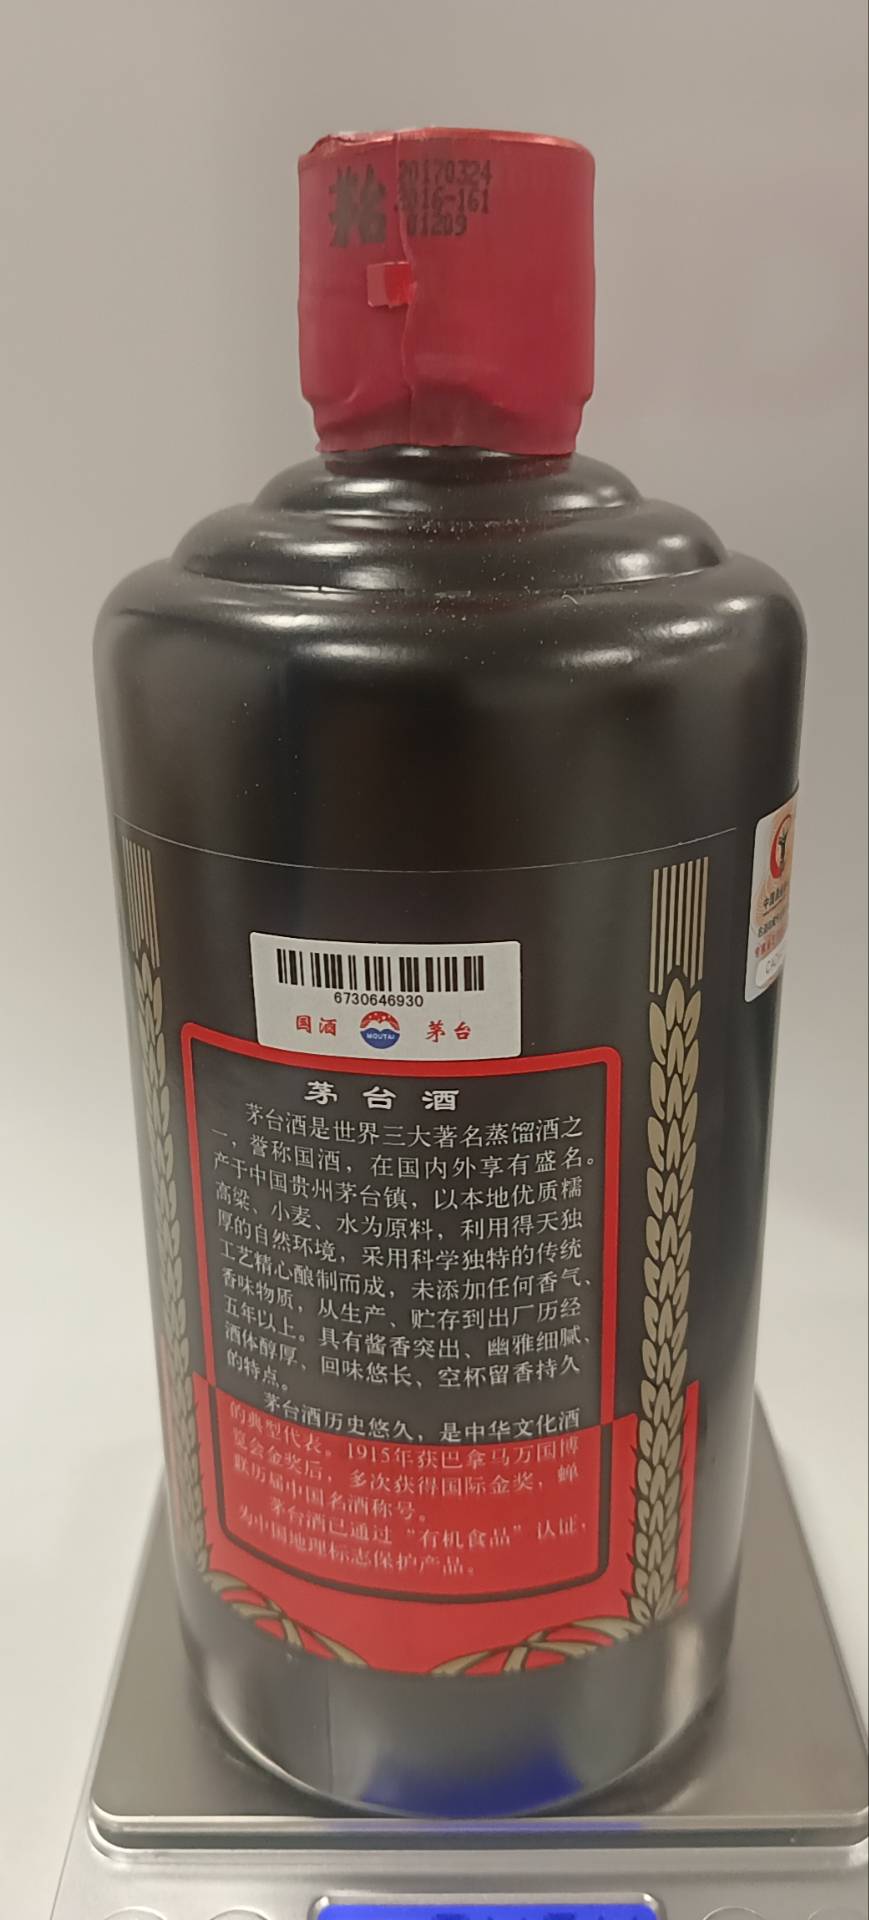 茅台
20170324
2016-161
01209
6730646930
国酒
MOUTAI
茅台
茅台酒
茅台酒是世界三大著名蒸馏酒之
一，誉称国酒，在国内外享有盛名。
产于中国贵州茅台镇，以本地优质糯
高粱、小麦、水为原料，利用得天独
厚的自然环境，采用科学独特的传统
工艺精心酿制而成，未添加任何香气、
香味物质，从生产、贮存到出厂历经
五年以上。具有酱香突出、幽雅细腻、
酒体醇厚、回味悠长、空杯留香持久
的特点。
茅台酒历史悠久，是中华文化酒
的典型代表。1915年获巴拿马万国博
览会金奖后，多次获得国际金奖，蝉
联历届中国名酒称号。
茅台酒已通过“有机食品”认证，
为中国地理标志保护产品。